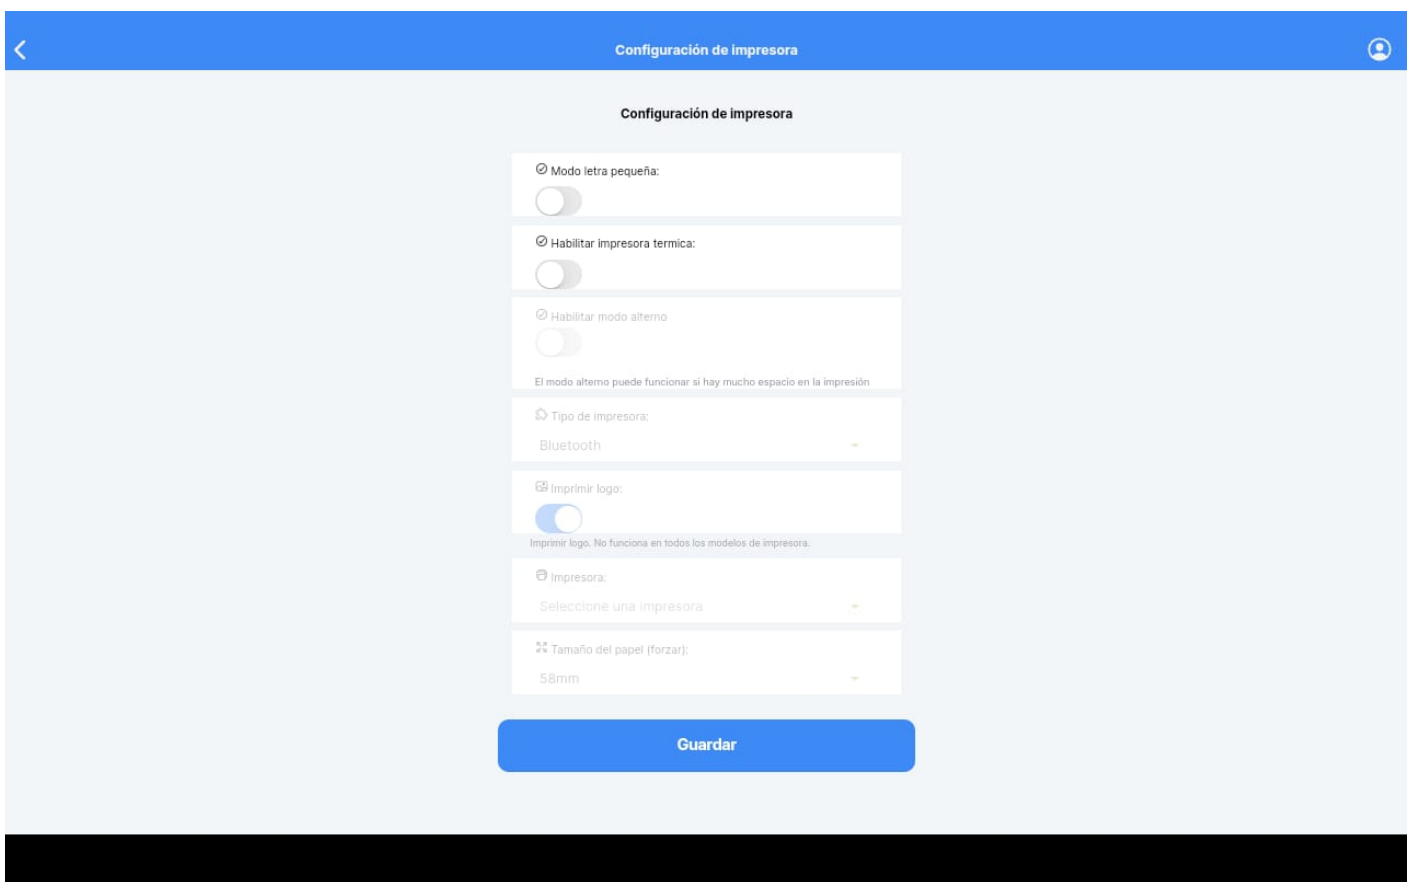 Configuración de impresora
Configuración de impresora
Modo letra pequeña:
Habilitar impresora termica:
Habilitar modo alterno
El modo alterno puede funcionar si hay mucho espacio en la impresión
Tipo de impresora:
Bluetooth
Imprimir logo:
Imprimir logo. No funciona en todos los modelos de impresora.
Impresora:
Seleccione una impresora
Tamaño del papel (forzar):
58mm
Guardar